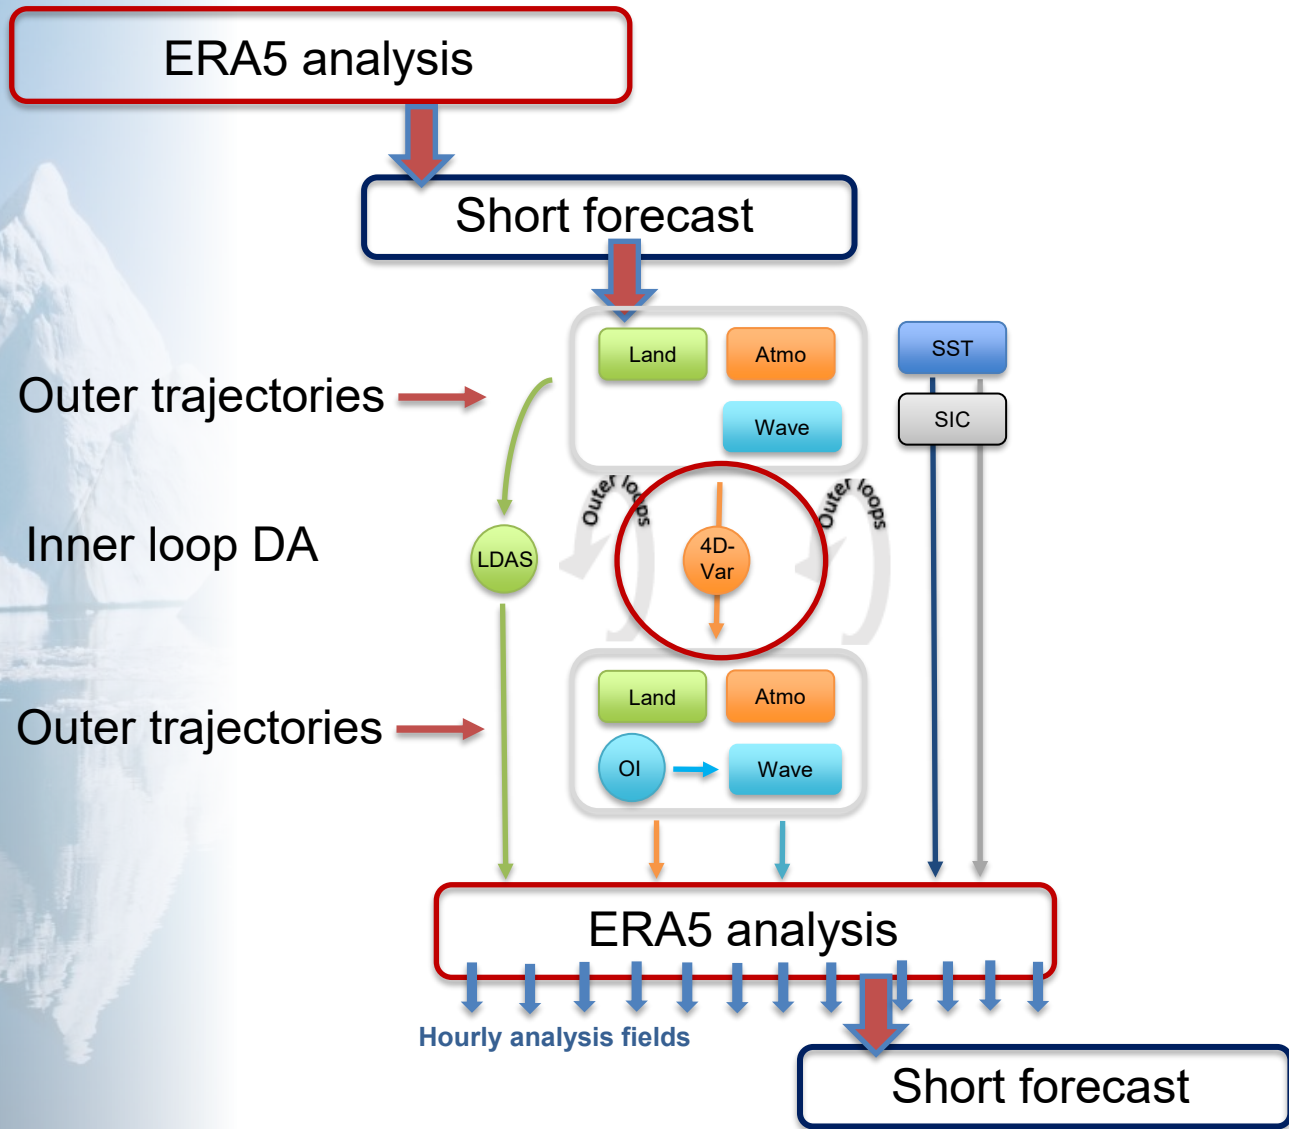 ERA5 analysis
Short forecast
Land
Atmo
SST
Outer trajectories
Wave
SIC
Outer loops
Outer loops
Inner loop DA
LDAS
4D-
Var
Land
Atmo
Outer trajectories
OI
Wave
ERA5 analysis
Hourly analysis fields
Short forecast